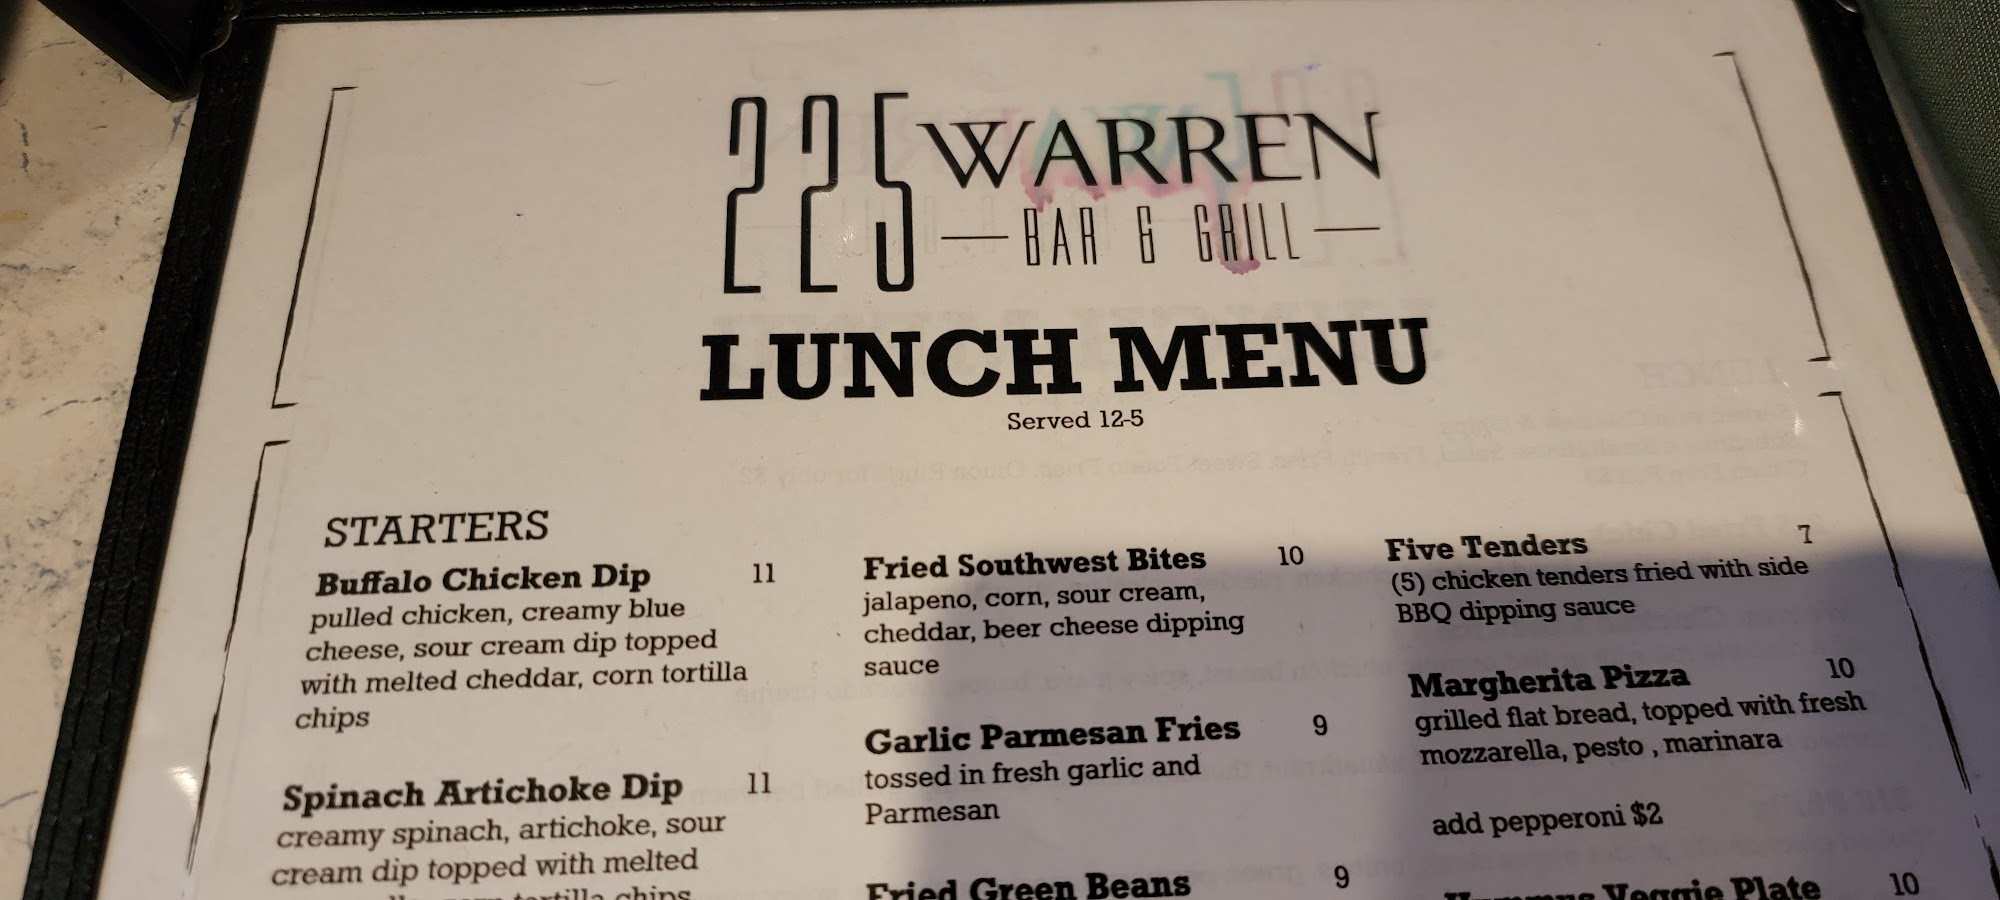 225 WARREN
BAR & GRILL
LUNCH MENU
Served 12-5
STARTERS
Buffalo Chicken Dip 11
pulled chicken, creamy blue
cheese, sour cream dip topped
with melted cheddar, corn tortilla
chips
Spinach Artichoke Dip 11
creamy spinach, artichoke, sour
cream dip topped with melted
tortilla chips
Fried Southwest Bites 10
jalapeno, corn, sour cream,
cheddar, beer cheese dipping
sauce
Garlic Parmesan Fries 9
tossed in fresh garlic and
Parmesan
Fried Green Beans 9
Five Tenders 7
(5) chicken tenders fried with side
BBQ dipping sauce
Margherita Pizza 10
grilled flat bread, topped with fresh
mozzarella, pesto , marinara
add pepperoni $2
Hummus Veggie Plate 10